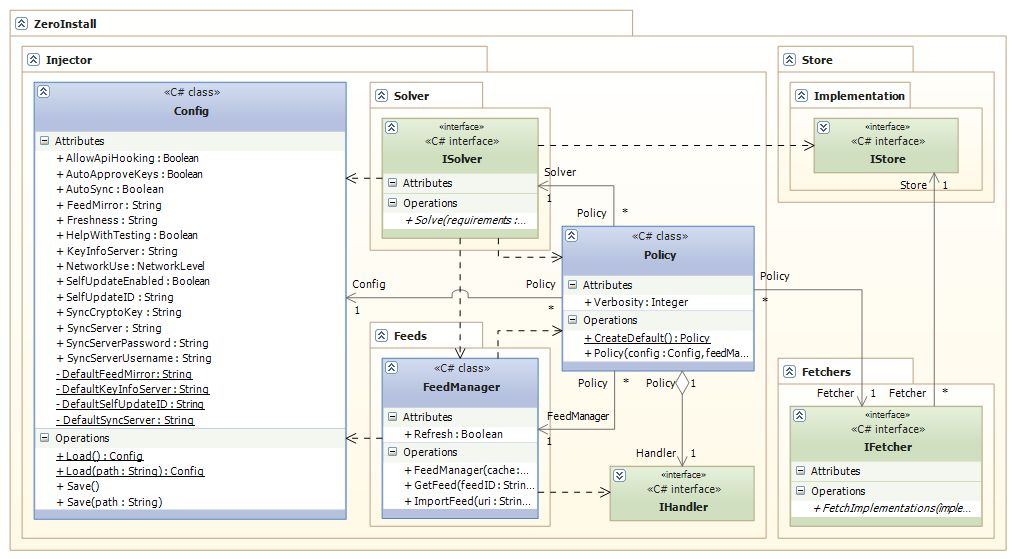 ZeroInstall
Injector
«C# class»
Config
Attributes
+ AllowApiHooking : Boolean
+ AutoApproveKeys : Boolean
+ AutoSync : Boolean
+ FeedMirror : String
+ Freshness : String
+ HelpWithTesting : Boolean
+ KeyInfoServer : String
+ NetworkUse : NetworkLevel
+ SelfUpdateEnabled : Boolean
+ SelfUpdateID : String
+ SyncCryptoKey : String
+ SyncServer : String
+ SyncServerPassword : String
+ SyncServerUsername : String
- DefaultFeedMirror : String
- DefaultKeyInfoServer : String
- DefaultSelfUpdateID : String
- DefaultSyncServer : String
Operations
+ Load() : Config
+ Load(path : String) : Config
+ Save()
+ Save(path : String)
Solver
«interface»
«C# interface»
ISolver
Attributes
Operations
+ Solve(requirements :...
Solver
1
Policy
*
«C# class»
Policy
Attributes
+ Verbosity : Integer
Operations
+ CreateDefault() : Policy
+ Policy(config : Config, feedMa...
Config
1
Policy
*
Feeds
«C# class»
FeedManager
Attributes
+ Refresh : Boolean
Operations
+ FeedManager(cache:...
+ GetFeed(feedID : Strin...
+ ImportFeed(uri : Strin...
Policy
*
FeedManager
1
Policy
1
Handler
1
«interface»
«C# interface»
IHandler
Store
Implementation
«interface»
«C# interface»
IStore
Store
1
Policy
*
Fetchers
Fetcher
1
Fetcher
*
«interface»
«C# interface»
IFetcher
Attributes
Operations
+ FetchImplementations(imple...